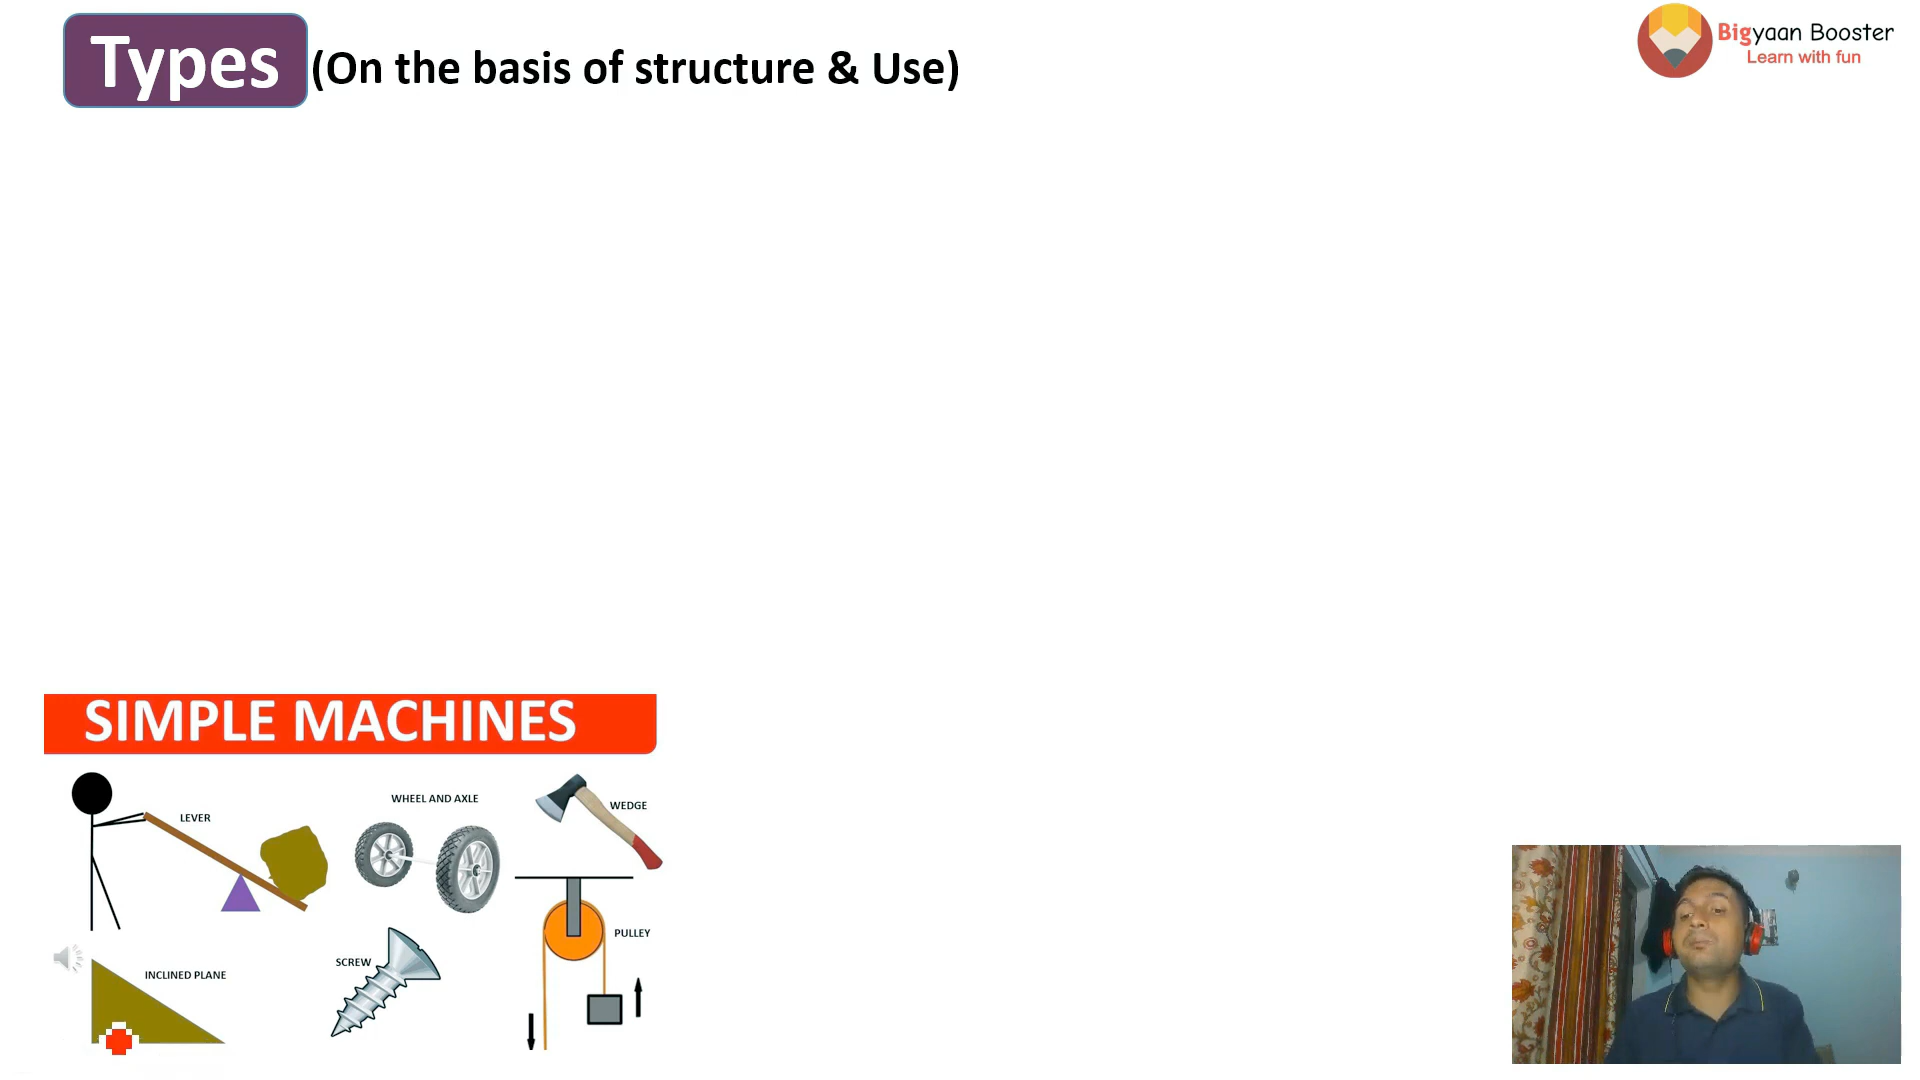 Types (On the basis of structure & Use)
Bigyaan Booster
Learn with fun
SIMPLE MACHINES
LEVER
WHEEL AND AXLE
WEDGE
PULLEY
SCREW
INCLINED PLANE